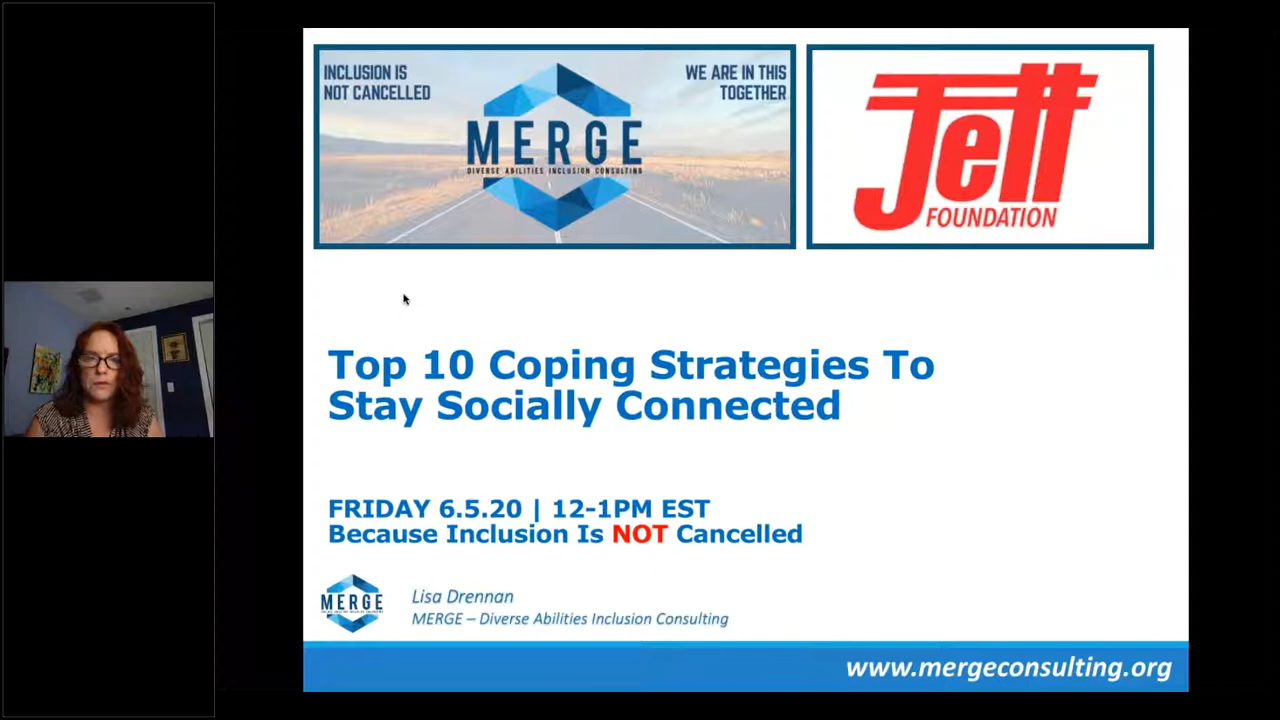 INCLUSION IS
NOT CANCELLED
WE ARE IN THIS
TOGETHER
MERGE
DIVERSE ABILITIES INCLUSION CONSULTING
Jett
FOUNDATION
Top 10 Coping Strategies To
Stay Socially Connected
FRIDAY 6.5.20 | 12-1PM EST
Because Inclusion Is NOT Cancelled
MERGE
Lisa Drennan
MERGE – Diverse Abilities Inclusion Consulting
www.mergeconsulting.org